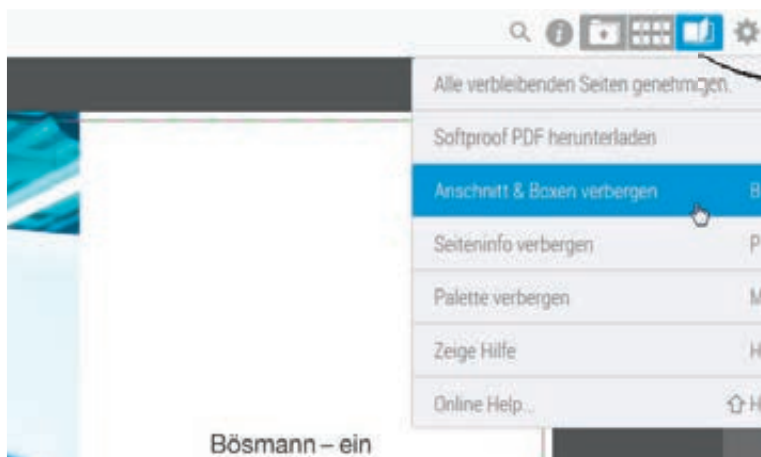 Alle verbleibenden Seiten genehmigen.
Softproof PDF herunterladen
Anschnitt & Boxen verbergen B
Seiteninfo verbergen P
Palette verbergen M
Zeige Hilfe H
Online Help... ⇧ H
Bösmann – ein